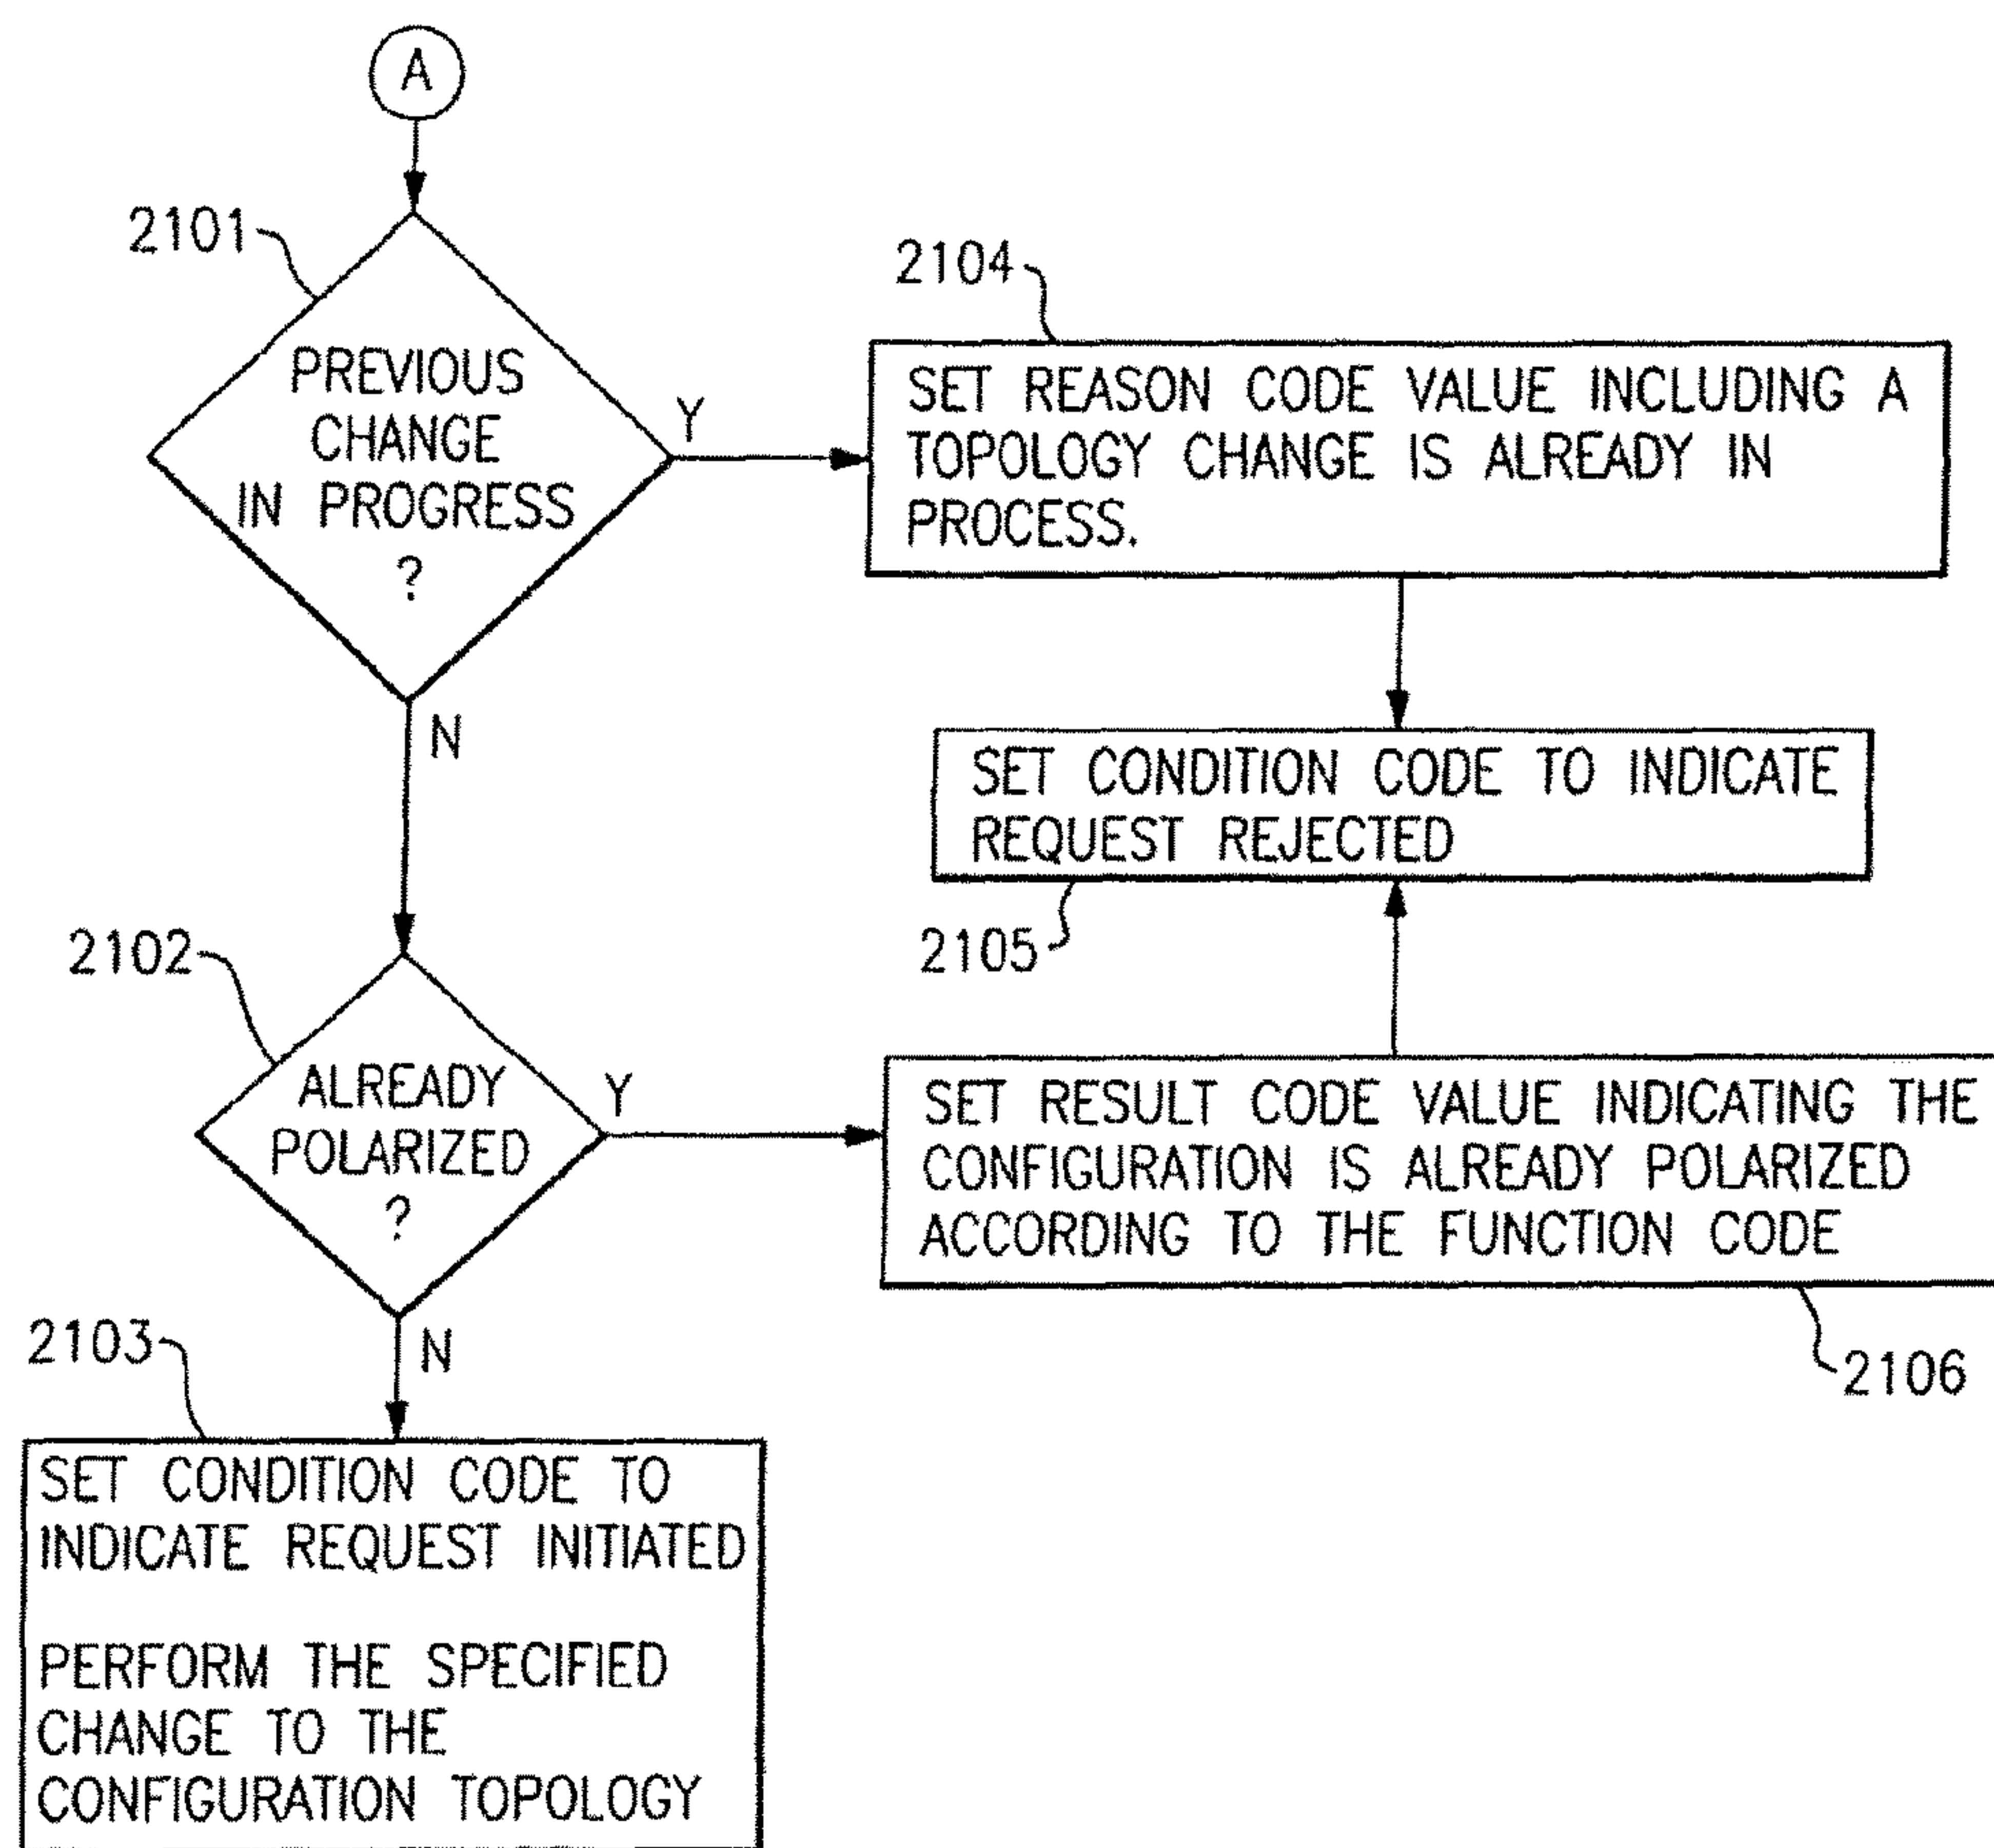 A
2101
PREVIOUS
CHANGE
IN PROGRESS
?
Y
N
2104
SET REASON CODE VALUE INCLUDING A
TOPOLOGY CHANGE IS ALREADY IN
PROCESS.
SET CONDITION CODE TO INDICATE
REQUEST REJECTED
2105
2102
ALREADY
POLARIZED
?
Y
N
SET RESULT CODE VALUE INDICATING THE
CONFIGURATION IS ALREADY POLARIZED
ACCORDING TO THE FUNCTION CODE
2106
2103
SET CONDITION CODE TO
INDICATE REQUEST INITIATED
PERFORM THE SPECIFIED
CHANGE TO THE
CONFIGURATION TOPOLOGY